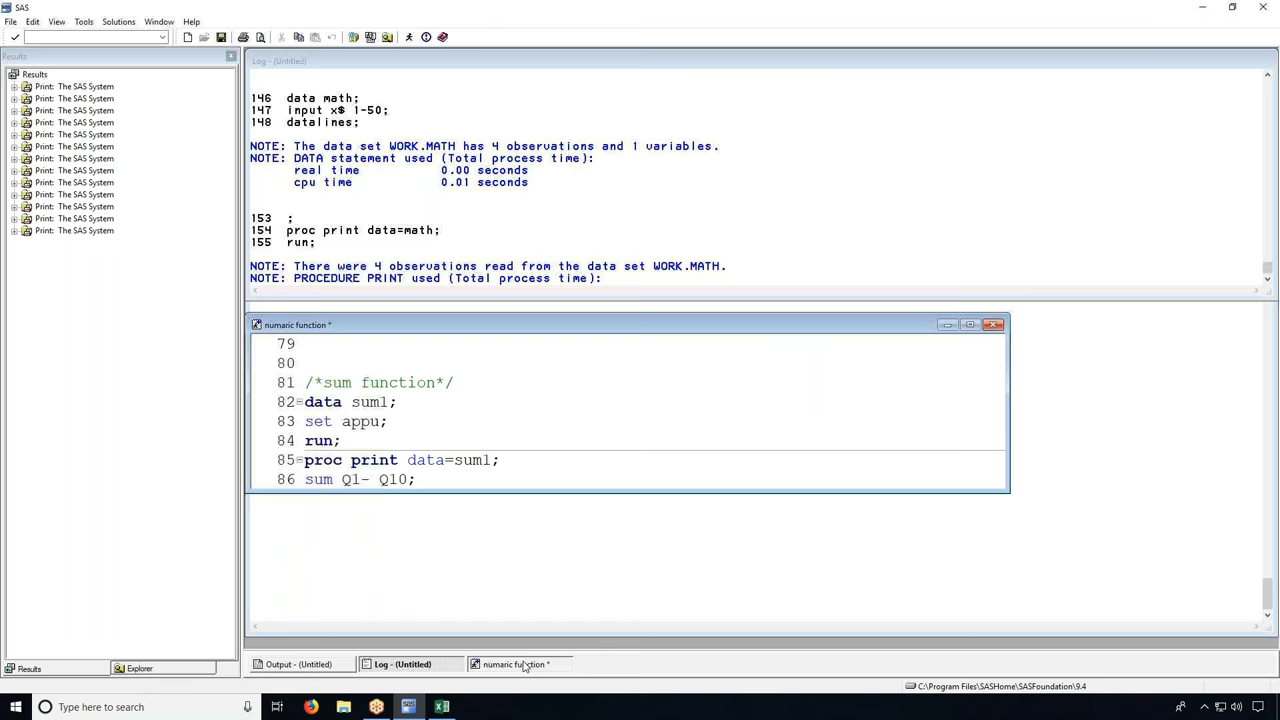 SAS
File Edit View Tools Solutions Window Help
Results
Results
Print: The SAS System
Print: The SAS System
Print: The SAS System
Print: The SAS System
Print: The SAS System
Print: The SAS System
Print: The SAS System
Print: The SAS System
Print: The SAS System
Print: The SAS System
Print: The SAS System
Print: The SAS System
Print: The SAS System
Log - (Untitled)
146 data math;
147 input x$ 1-50;
148 datalines;
NOTE: The data set WORK.MATH has 4 observations and 1 variables.
NOTE: DATA statement used (Total process time):
real time 0.00 seconds
cpu time 0.01 seconds
153 ;
154 proc print data=math;
155 run;
NOTE: There were 4 observations read from the data set WORK.MATH.
NOTE: PROCEDURE PRINT used (Total process time):
numaric function *
79
80
81 /*sum function*/
82 data sum1;
83 set appu;
84 run;
85 proc print data=sum1;
86 sum Q1- Q10;
Results Explorer
Output - (Untitled) Log - (Untitled) numaric function *
C:\Program Files\SASHome\SASFoundation\9.4
Type here to search